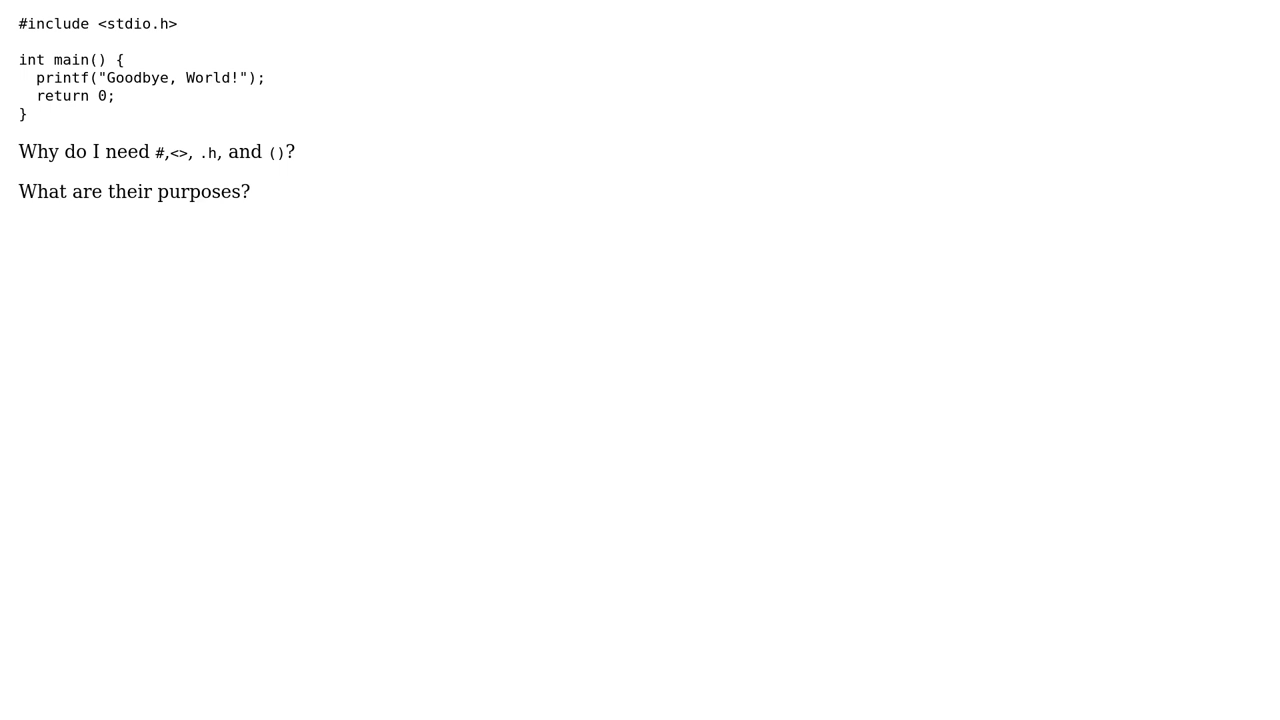 #include <stdio.h>

int main() {
  printf("Goodbye, World!");
  return 0;
}
Why do I need #,<>, .h, and ()?
What are their purposes?